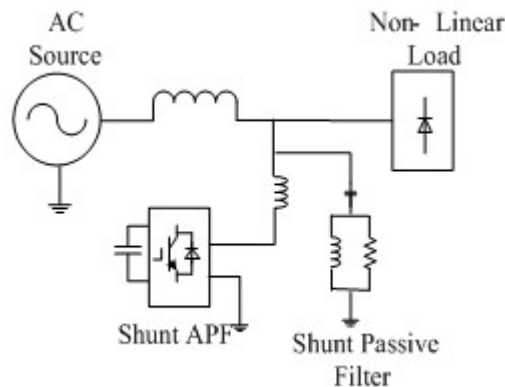 AC
Source
Non- Linear
Load
Shunt APF
Shunt Passive
Filter